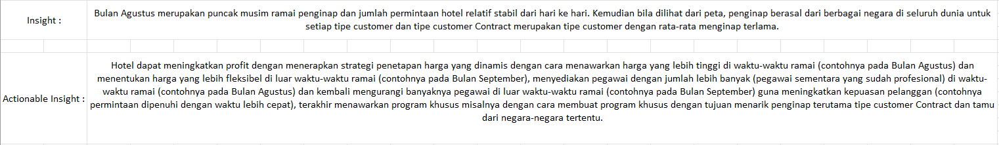 Insight :
Bulan Agustus merupakan puncak musim ramai penginap dan jumlah permintaan hotel relatif stabil dari hari ke hari. Kemudian bila dilihat dari peta, penginap berasal dari berbagai negara di seluruh dunia untuk
setiap tipe customer dan tipe customer Contract merupakan tipe customer dengan rata-rata menginap terlama.
Actionable Insight :
Hotel dapat meningkatkan profit dengan menerapkan strategi penetapan harga yang dinamis dengan cara menawarkan harga yang lebih tinggi di waktu-waktu ramai (contohnya pada Bulan Agustus) dan
menentukan harga yang lebih fleksibel di luar waktu-waktu ramai (contohnya pada Bulan September), menyediakan pegawai dengan jumlah lebih banyak (pegawai sementara yang sudah profesional) di waktu-
waktu ramai (contohnya pada Bulan Agustus) dan kembali mengurangi banyaknya pegawai di luar waktu-waktu ramai (contohnya pada Bulan September) guna meningkatkan kepuasan pelanggan (contohnya
permintaan dipenuhi dengan waktu lebih cepat), terakhir menawarkan program khusus misalnya dengan cara membuat program khusus dengan tujuan menarik penginap terutama tipe customer Contract dan tamu
dari negara-negara tertentu.